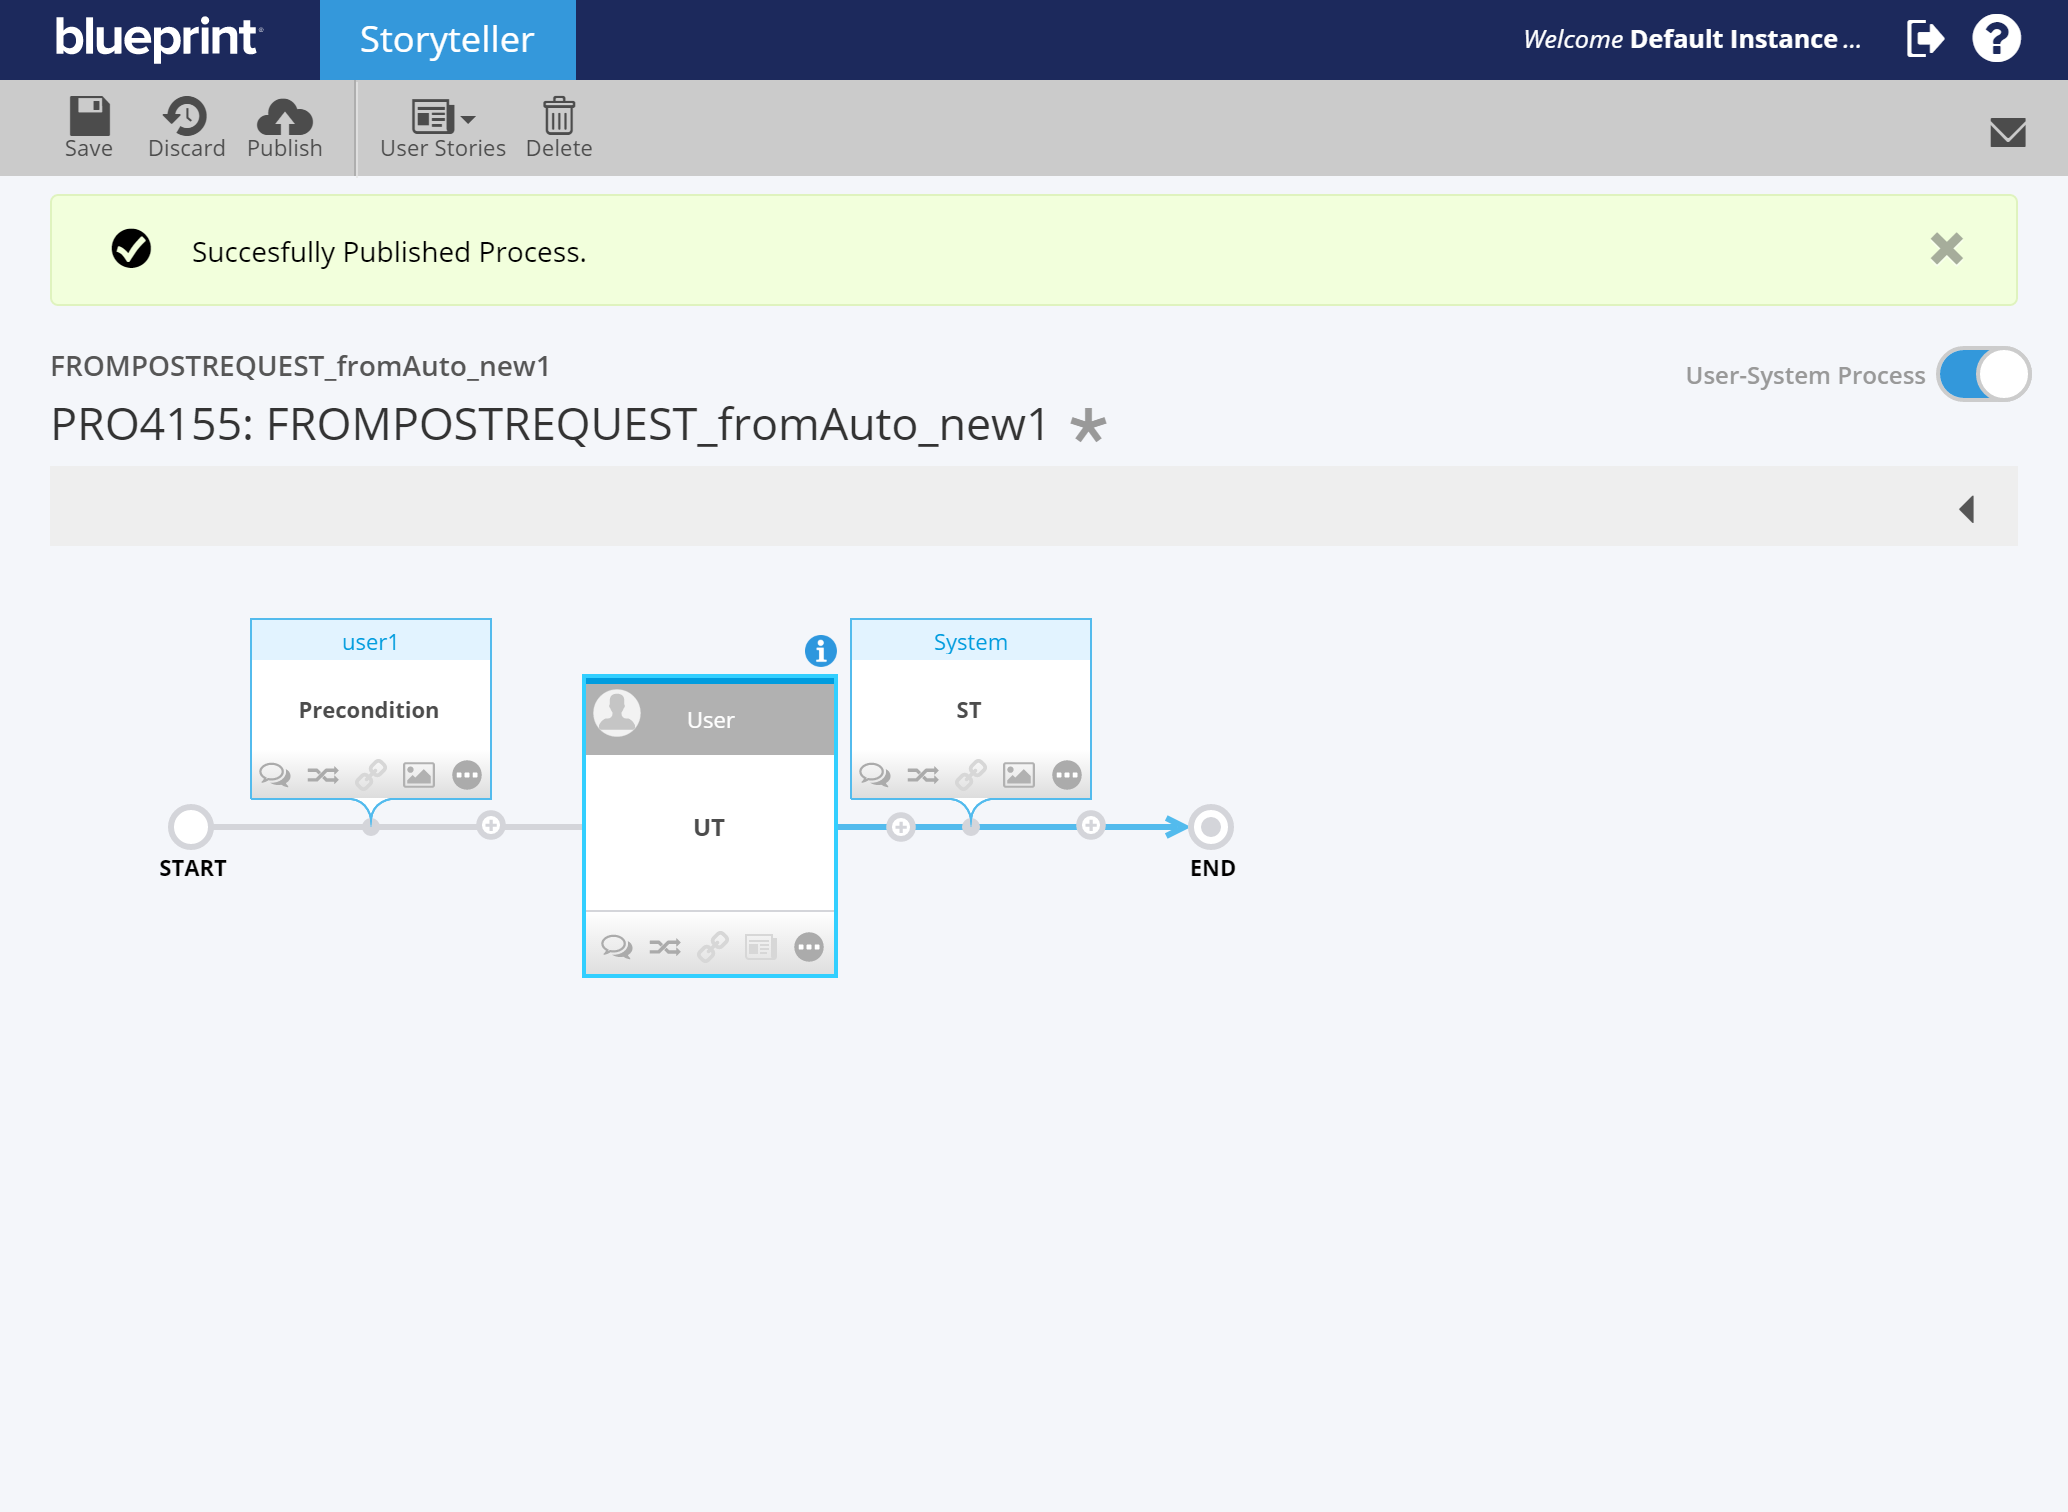 blueprint
Storyteller
Welcome Default Instance ...
Save
Discard
Publish
User Stories
Delete
Succesfully Published Process.
FROMPOSTREQUEST_fromAuto_new1
User-System Process
PRO4155: FROMPOSTREQUEST_fromAuto_new1 *
user1
Precondition
User
UT
System
ST
START
END